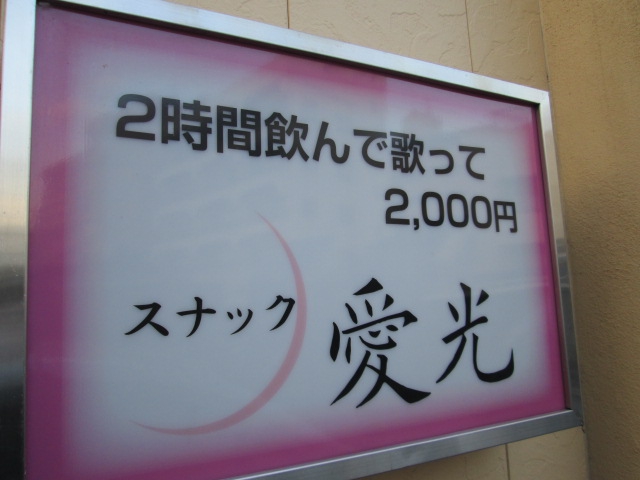 2時間飲んで歌って
2,000円
スナック 愛光